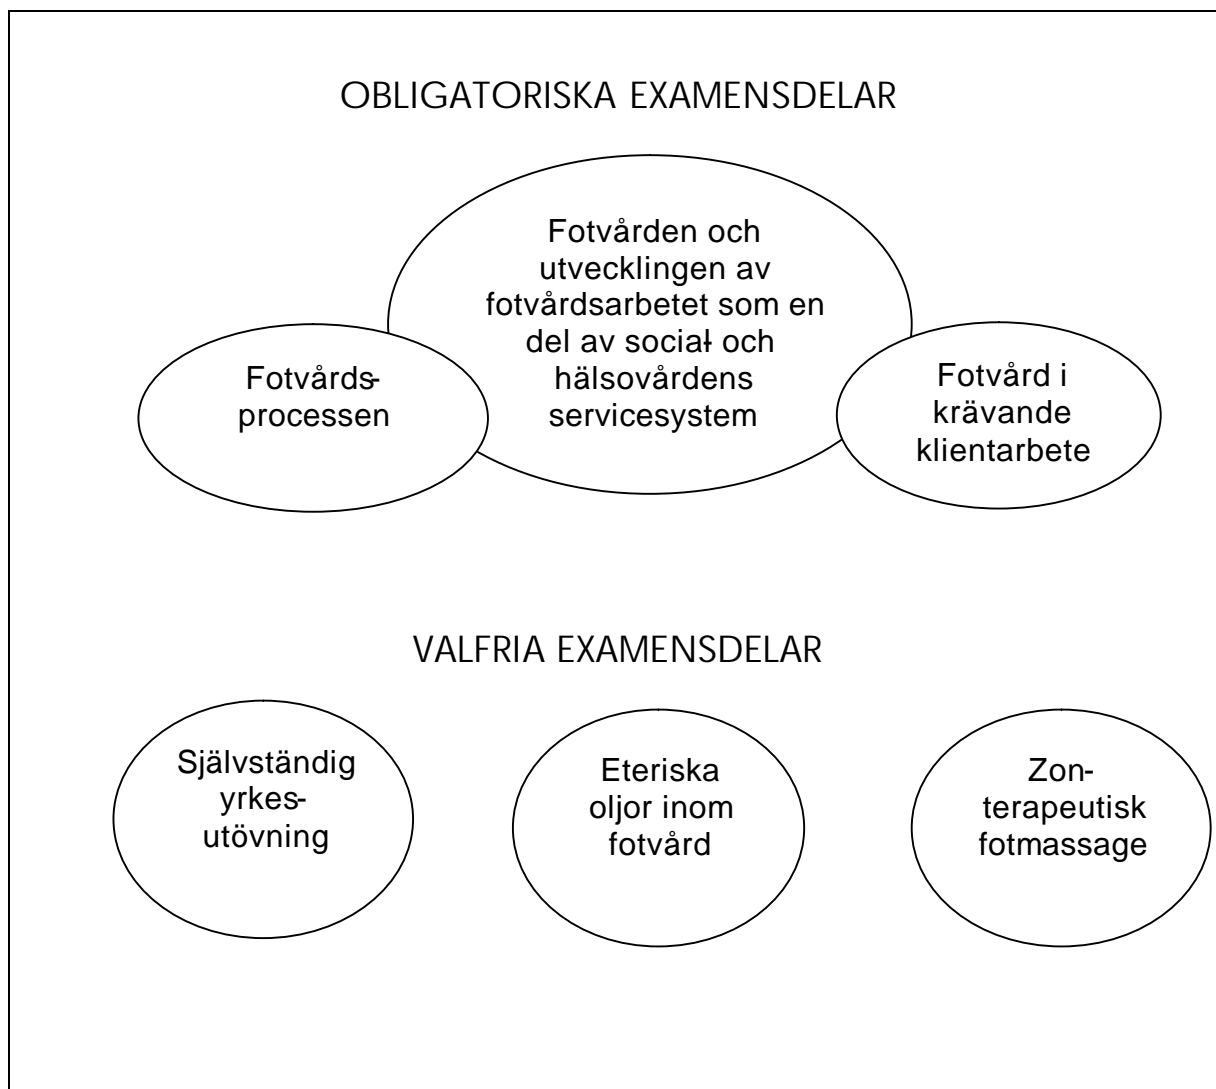 OBLIGATORISKA EXAMENSDELAR
Fotvården och
utvecklingen av
fotvårdsarbetet som en
del av social- och
hälsovårdens
servicesystem
Fotvårds-
processen
Fotvård i
krävande
klientarbete
VALFRIA EXAMENSDELAR
Självständig
yrkes-
utövning
Eteriska
oljor inom
fotvård
Zon-
terapeutisk
fotmassage